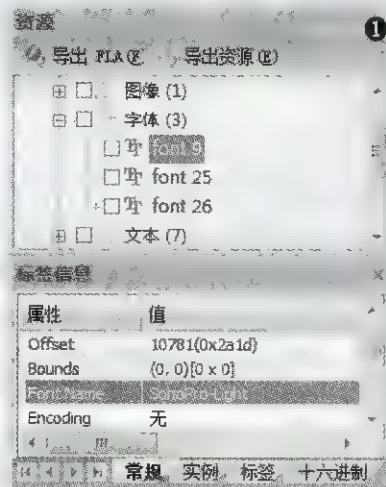 资源
1
导出 FLA(F 导出资源(E)
图像 (1)
字体 (3)
font 9
font 25
font 26
文本 (7)
标签信息
属性 值
Offset 10781(0x2a1d)
Bounds (0, 0)[0 x 0]
FontName SonoPro-Light
Encoding 无
常规 实例 标签 十六进制